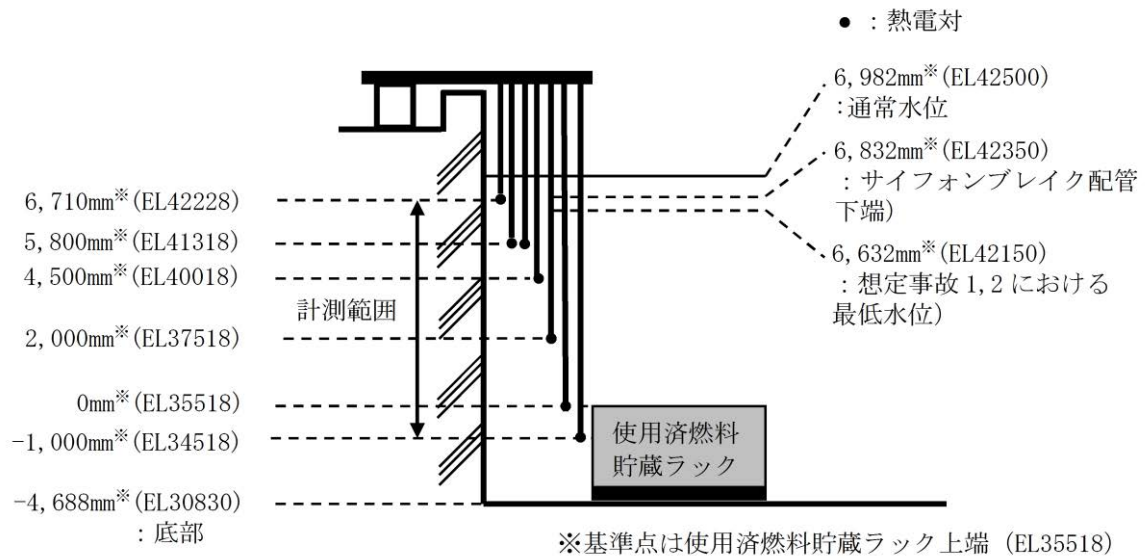 ● : 熱電対
6,982mm※(EL42500)
:通常水位
6,832mm※(EL42350)
: サイフォンブレイク配管
下端)
6,632mm※(EL42150)
: 想定事故 1,2 における
最低水位)
6,710mm※(EL42228)
5,800mm※(EL41318)
4,500mm※(EL40018)
計測範囲
2,000mm※(EL37518)
0mm※(EL35518)
-1,000mm※(EL34518)
使用済燃料
貯蔵ラック
-4,688mm※(EL30830)
: 底部
※基準点は使用済燃料貯蔵ラック上端 (EL35518)